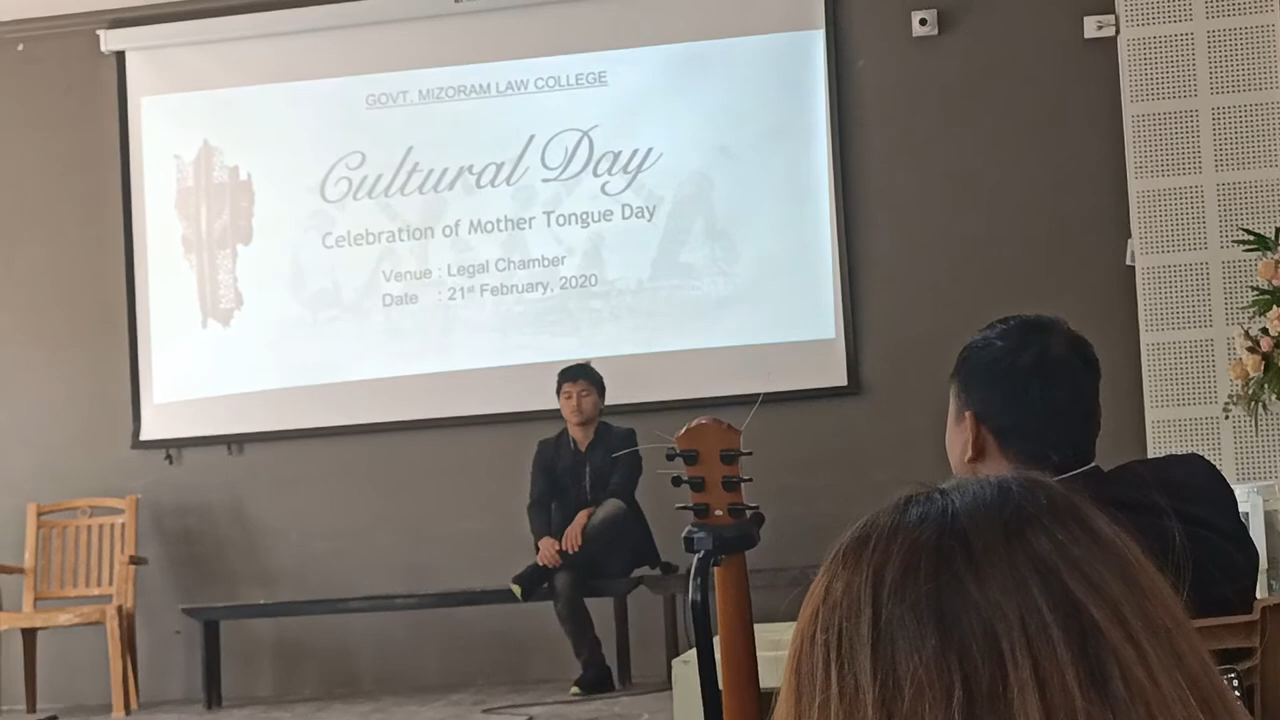 GOVT. MIZORAM LAW COLLEGE
Cultural Day
Celebration of Mother Tongue Day
Venue : Legal Chamber
Date : 21st February, 2020